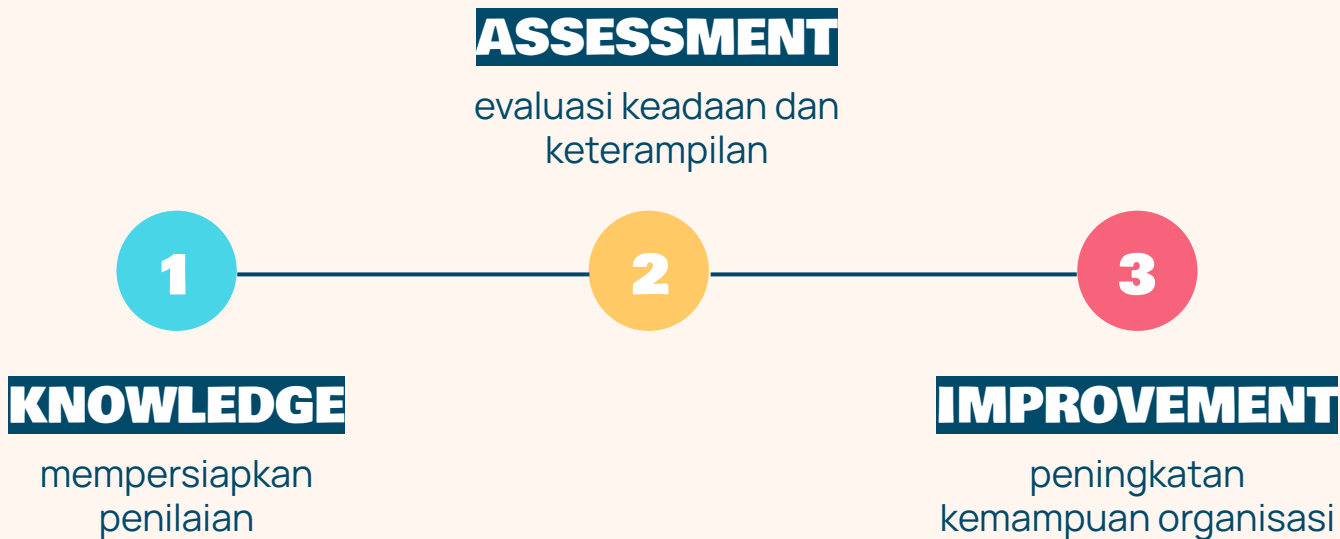 ASSESSMENT
evaluasi keadaan dan
keterampilan
1
2
3
KNOWLEDGE
mempersiapkan
penilaian
IMPROVEMENT
peningkatan
kemampuan organisasi